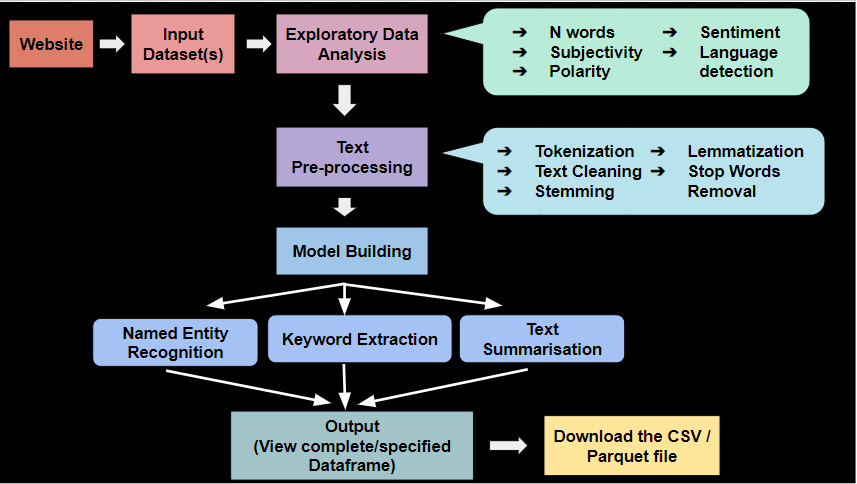 Website
Input
Dataset(s)
Exploratory Data
Analysis
➔ N words
➔ Subjectivity
➔ Polarity
➔ Sentiment
➔ Language
detection
Text
Pre-processing
➔ Tokenization
➔ Text Cleaning
➔ Stemming
➔ Lemmatization
➔ Stop Words
Removal
Model Building
Named Entity
Recognition
Keyword Extraction
Text
Summarisation
Output
(View complete/specified
Dataframe)
Download the CSV /
Parquet file